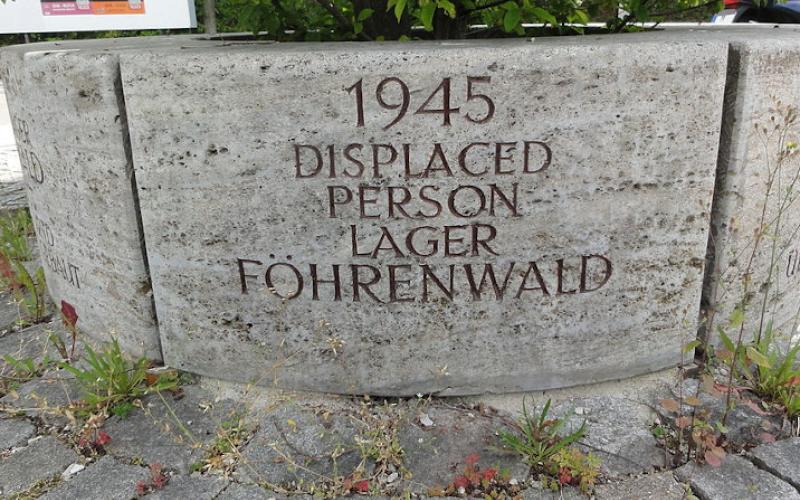 1945
DISPLACED
PERSON
LAGER
FÖHRENWALD